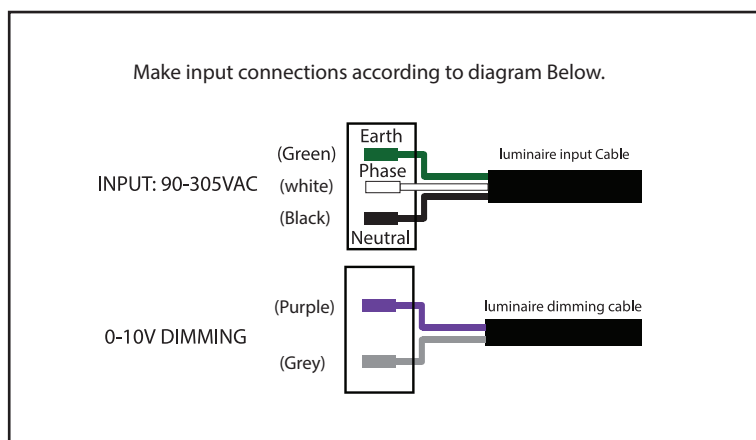 Make input connections according to diagram Below.
Earth
(Green)
luminaire input Cable
Phase
INPUT: 90-305VAC
(white)
(Black)
Neutral
(Purple)
luminaire dimming cable
0-10V DIMMING
(Grey)